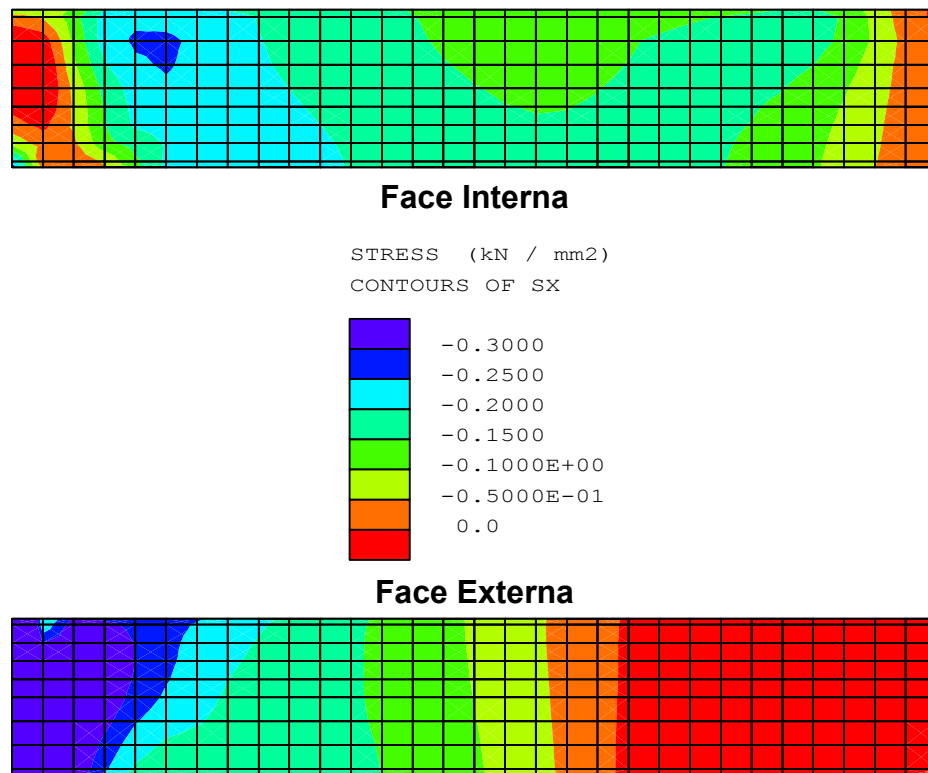 Face Interna
STRESS (kN / mm2)
CONTOURS OF SX
-0.3000
-0.2500
-0.2000
-0.1500
-0.1000E+00
-0.5000E-01
0.0
Face Externa